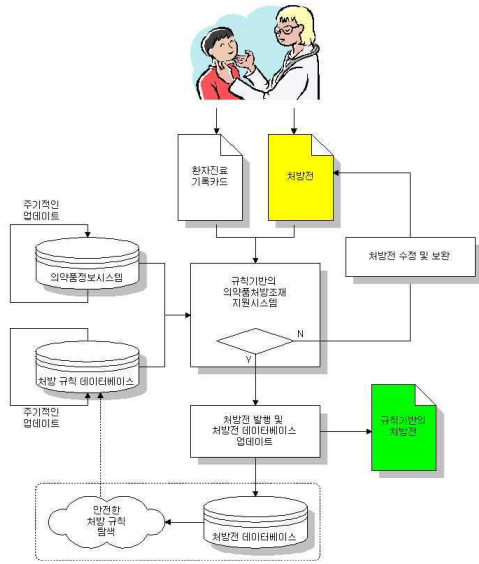 환자진료
기록카드
처방전
주기적인
업데이트
의약품정보시스템
규칙기반의
의약품처방조재
지원시스템
처방전 수정 및 보완
N
Y
처방 규칙 데이터베이스
주기적인
업데이트
처방전 발행 및
처방전 데이터베이스
업데이트
규칙기반의
처방전
안전한
처방 규칙
탐색
처방전 데이터베이스